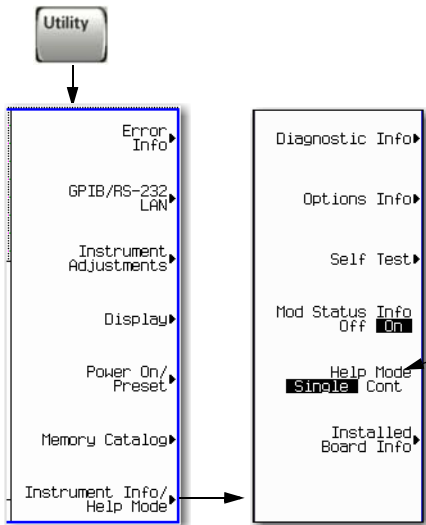 Utility
Error
Info
GPIB/RS-232
LAN
Instrument
Adjustments
Display
Power On/
Preset
Memory Catalog
Instrument Info/
Help Mode
Diagnostic Info
Options Info
Self Test
Mod Status Info
Off On
Help Mode
Single Cont
Installed
Board Info